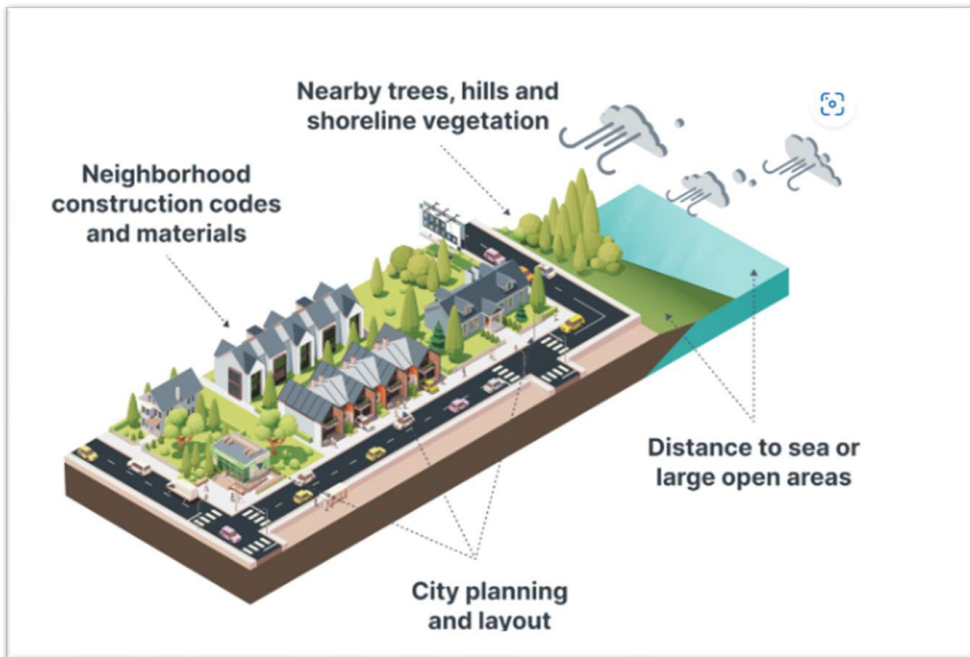 Nearby trees, hills and
shoreline vegetation
Neighborhood
construction codes
and materials
Distance to sea or
large open areas
City planning
and layout